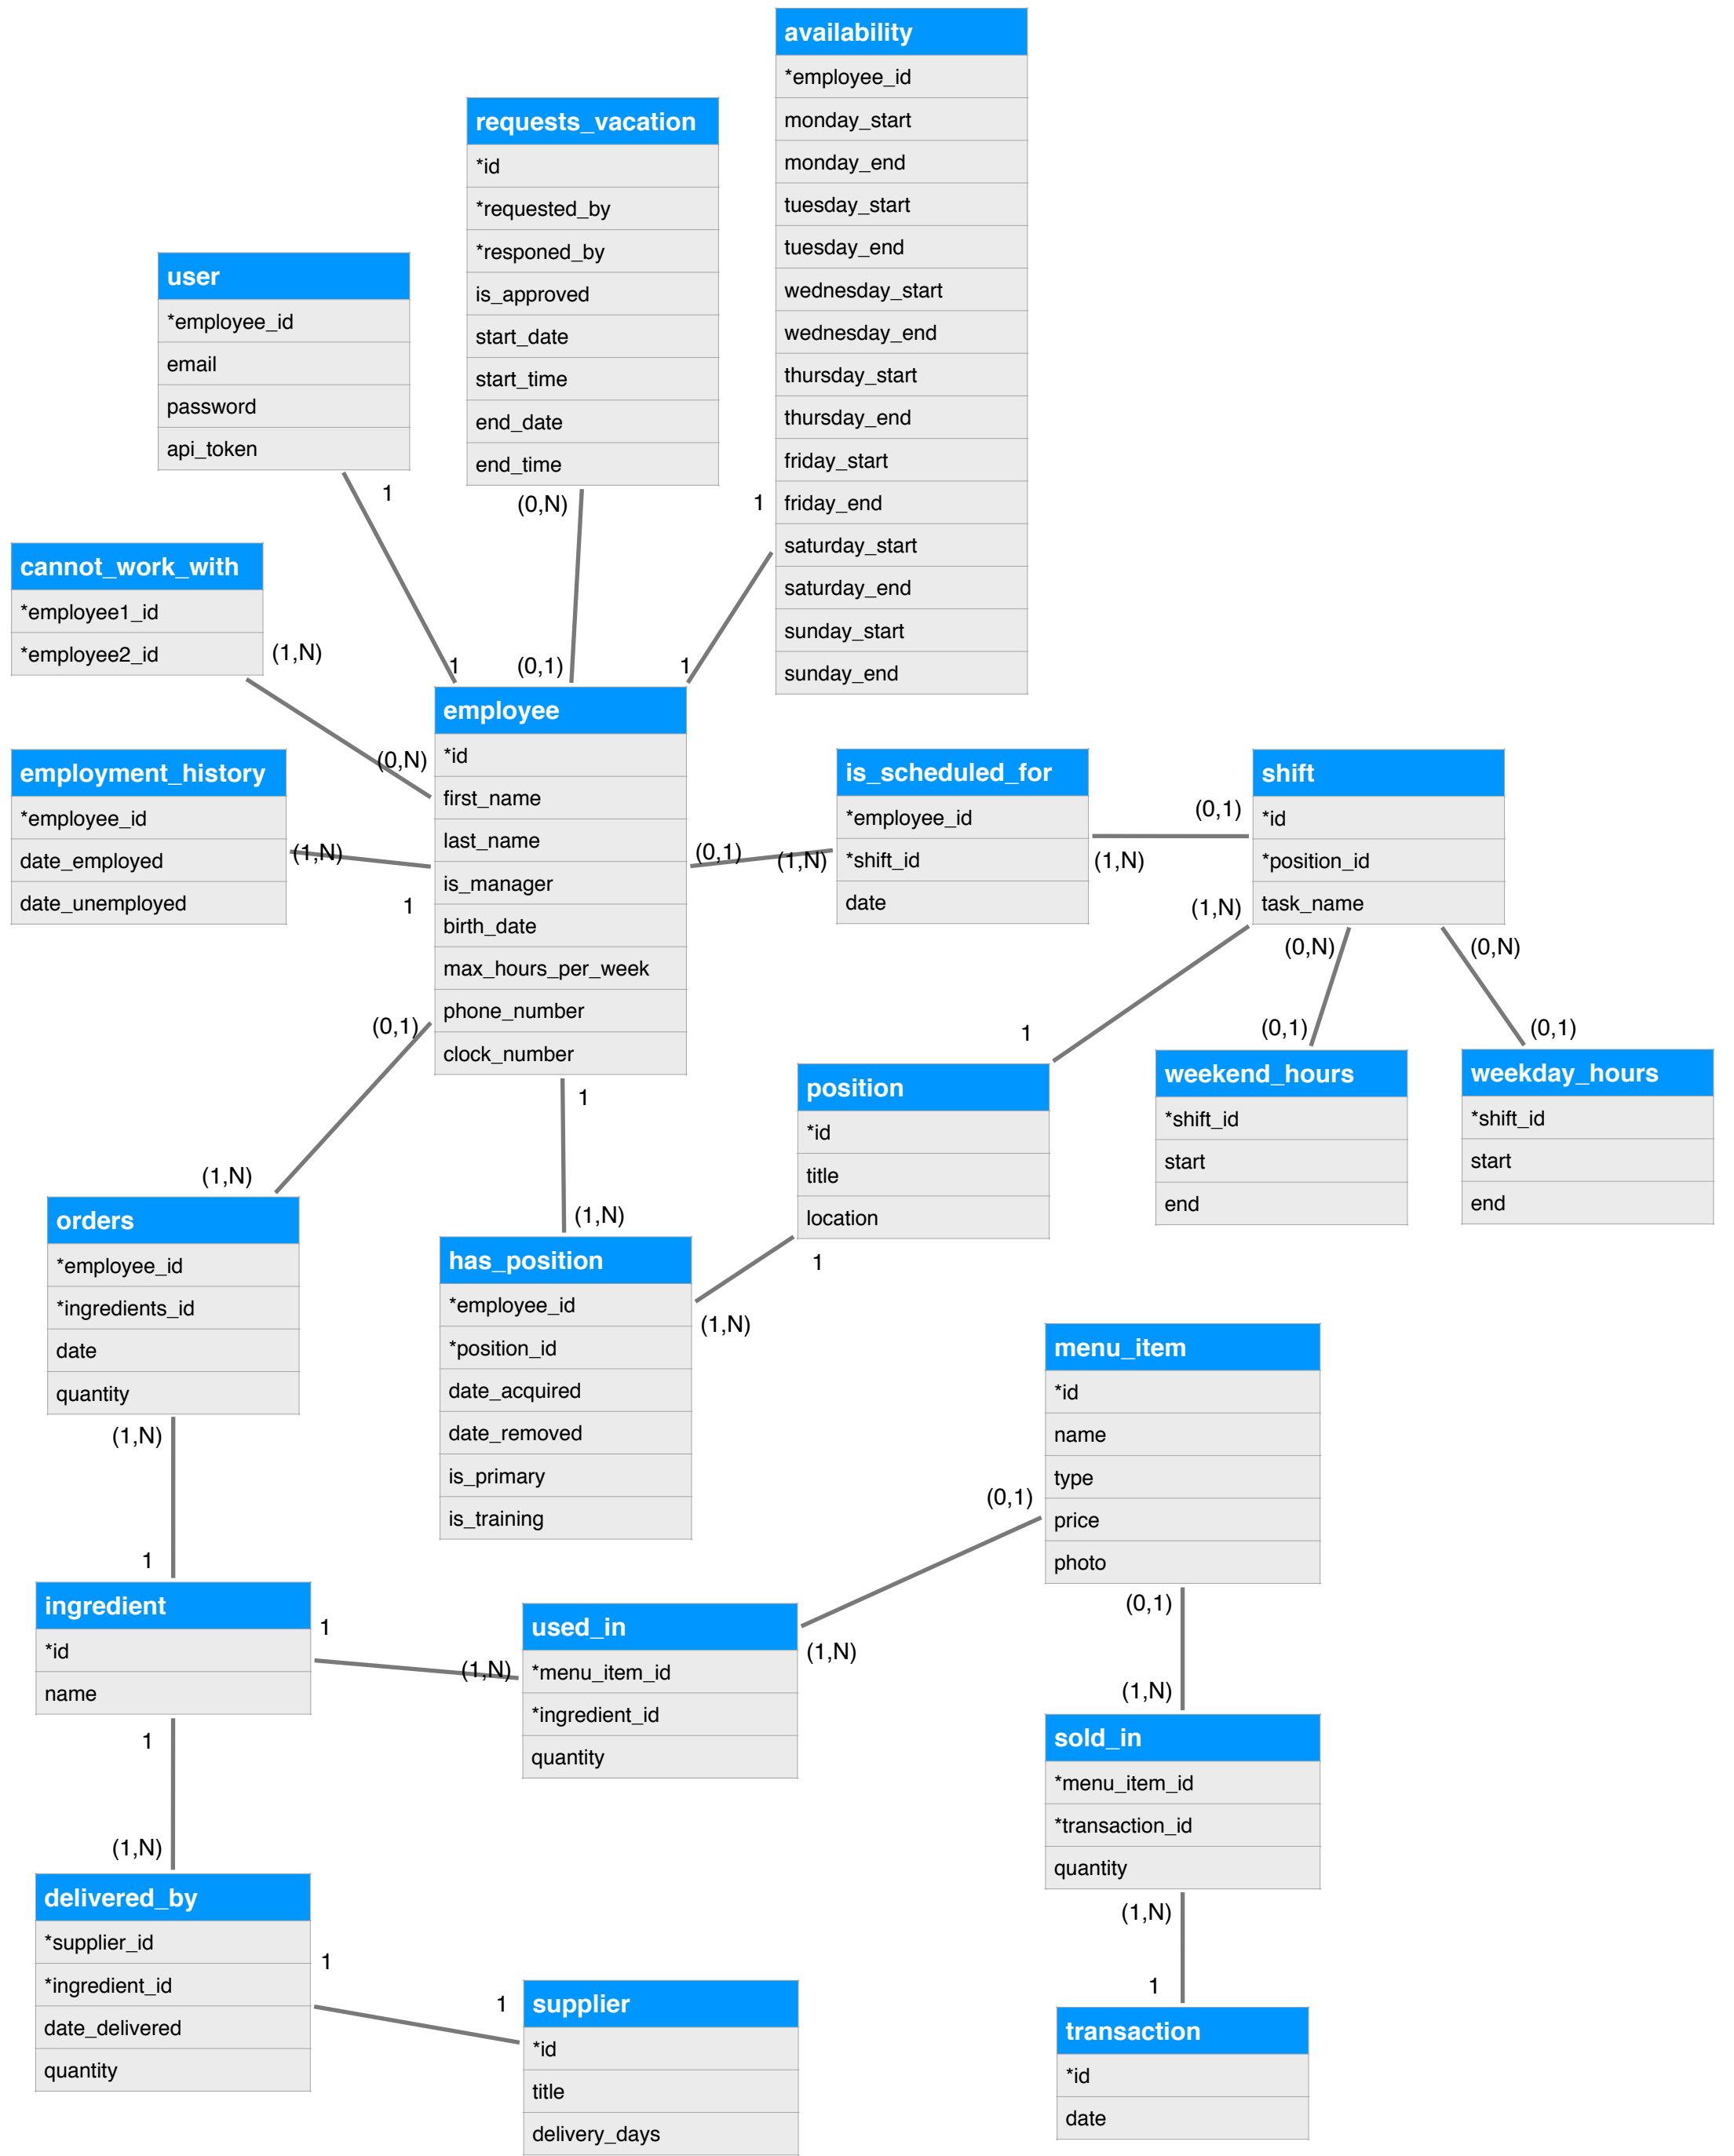 availability
*employee_id
monday_start
monday_end
tuesday_start
tuesday_end
wednesday_start
wednesday_end
thursday_start
thursday_end
friday_start
friday_end
saturday_start
saturday_end
sunday_start
sunday_end
1
1
requests_vacation
*id
*requested_by
*responed_by
is_approved
start_date
start_time
end_date
end_time
(0,N)
(0,1)
user
*employee_id
email
password
api_token
1
1
cannot_work_with
*employee1_id
*employee2_id
(1,N)
(0,N)
employment_history
*employee_id
date_employed
date_unemployed
(1,N)
1
employee
*id
first_name
last_name
is_manager
birth_date
max_hours_per_week
phone_number
clock_number
(0,1)
(1,N)
is_scheduled_for
*employee_id
*shift_id
date
(1,N)
(0,1)
shift
*id
*position_id
task_name
(1,N)
1
(0,N)
(0,1)
(0,N)
(0,1)
position
*id
title
location
weekend_hours
*shift_id
start
end
weekday_hours
*shift_id
start
end
(0,1)
(1,N)
1
(1,N)
1
(1,N)
orders
*employee_id
*ingredients_id
date
quantity
(1,N)
1
has_position
*employee_id
*position_id
date_acquired
date_removed
is_primary
is_training
menu_item
*id
name
type
price
photo
(0,1)
(1,N)
(0,1)
(1,N)
ingredient
*id
name
1
(1,N)
1
(1,N)
used_in
*menu_item_id
*ingredient_id
quantity
sold_in
*menu_item_id
*transaction_id
quantity
(1,N)
1
delivered_by
*supplier_id
*ingredient_id
date_delivered
quantity
1
1
supplier
*id
title
delivery_days
transaction
*id
date